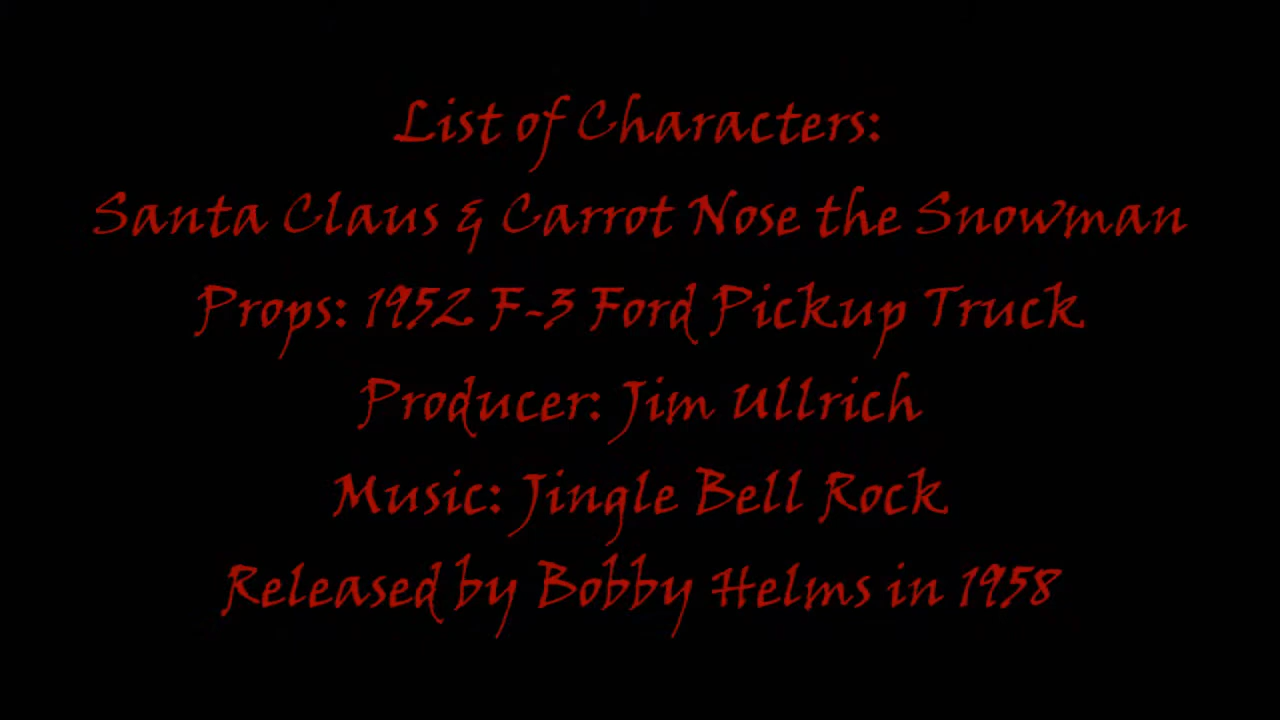 List of Characters:
Santa Claus & Carrot Nose the Snowman
Props: 1952 F-3 Ford Pickup Truck
Producer: Jim Ullrich
Music: Jingle Bell Rock
Released by Bobby Helms in 1958